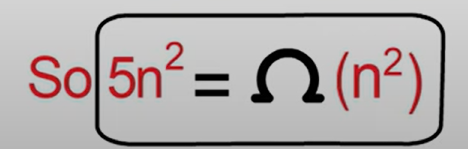 So 5n² = Ω (n²)